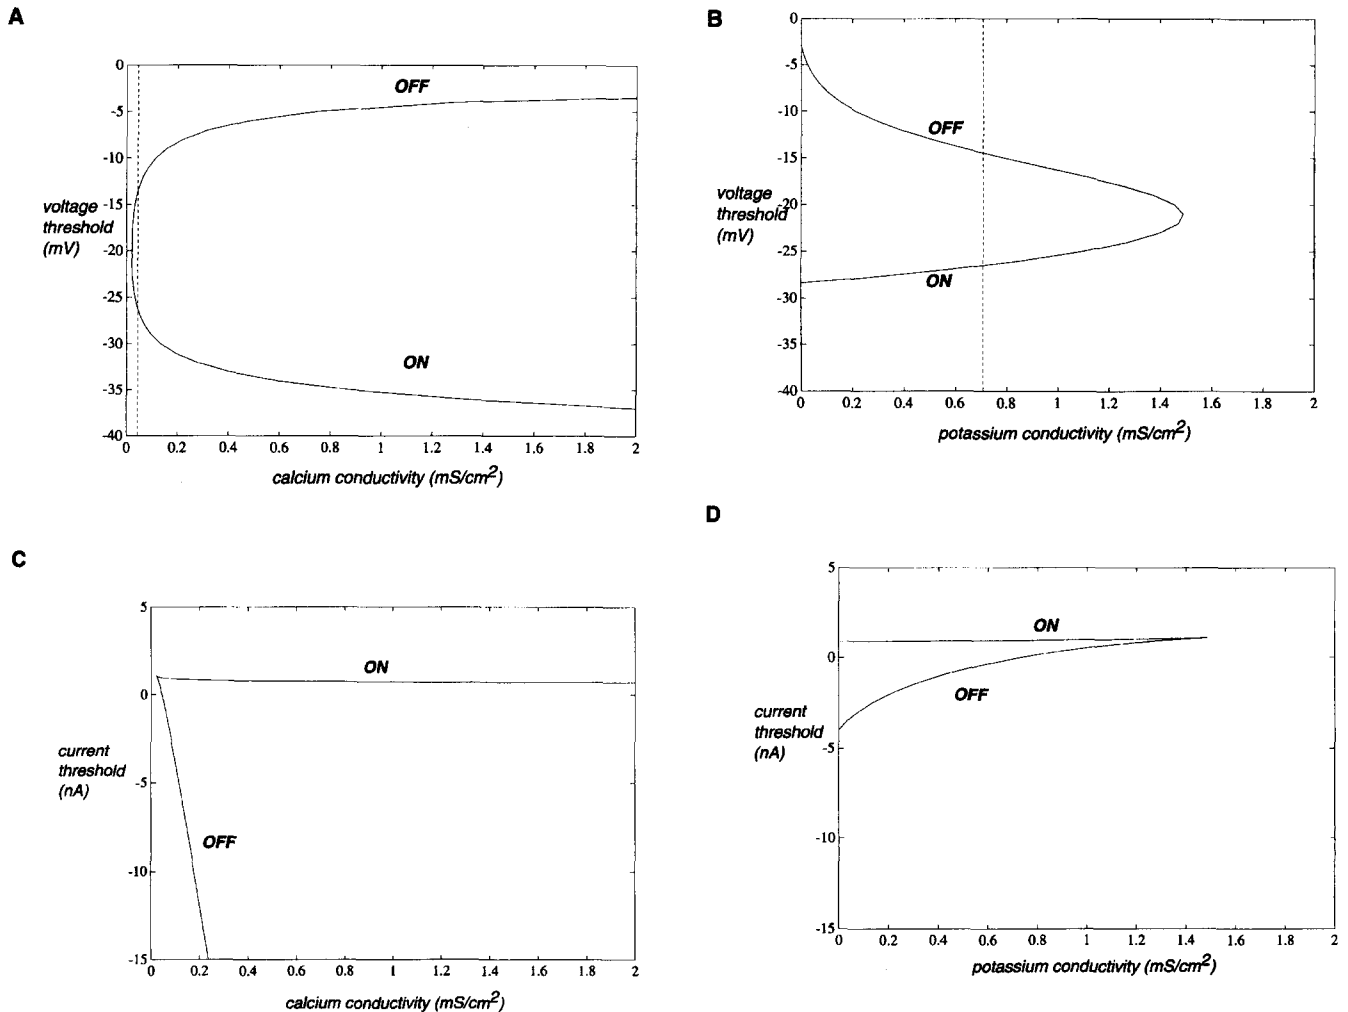 A
0
-5
-10
-15
-20
-25
-30
-35
-40
voltage
threshold
(mV)
OFF
ON
0 0.2 0.4 0.6 0.8 1 1.2 1.4 1.6 1.8 2
calcium conductivity (mS/cm2)
B
0
-5
-10
-15
-20
-25
-30
-35
-40
voltage
threshold
(mV)
OFF
ON
0 0.2 0.4 0.6 0.8 1 1.2 1.4 1.6 1.8 2
potassium conductivity (mS/cm2)
C
5
0
-5
-10
-15
current
threshold
(nA)
ON
OFF
0 0.2 0.4 0.6 0.8 1 1.2 1.4 1.6 1.8 2
calcium conductivity (mS/cm2)
D
5
0
-5
-10
-15
current
threshold
(nA)
ON
OFF
0 0.2 0.4 0.6 0.8 1 1.2 1.4 1.6 1.8 2
potassium conductivity (mS/cm2)